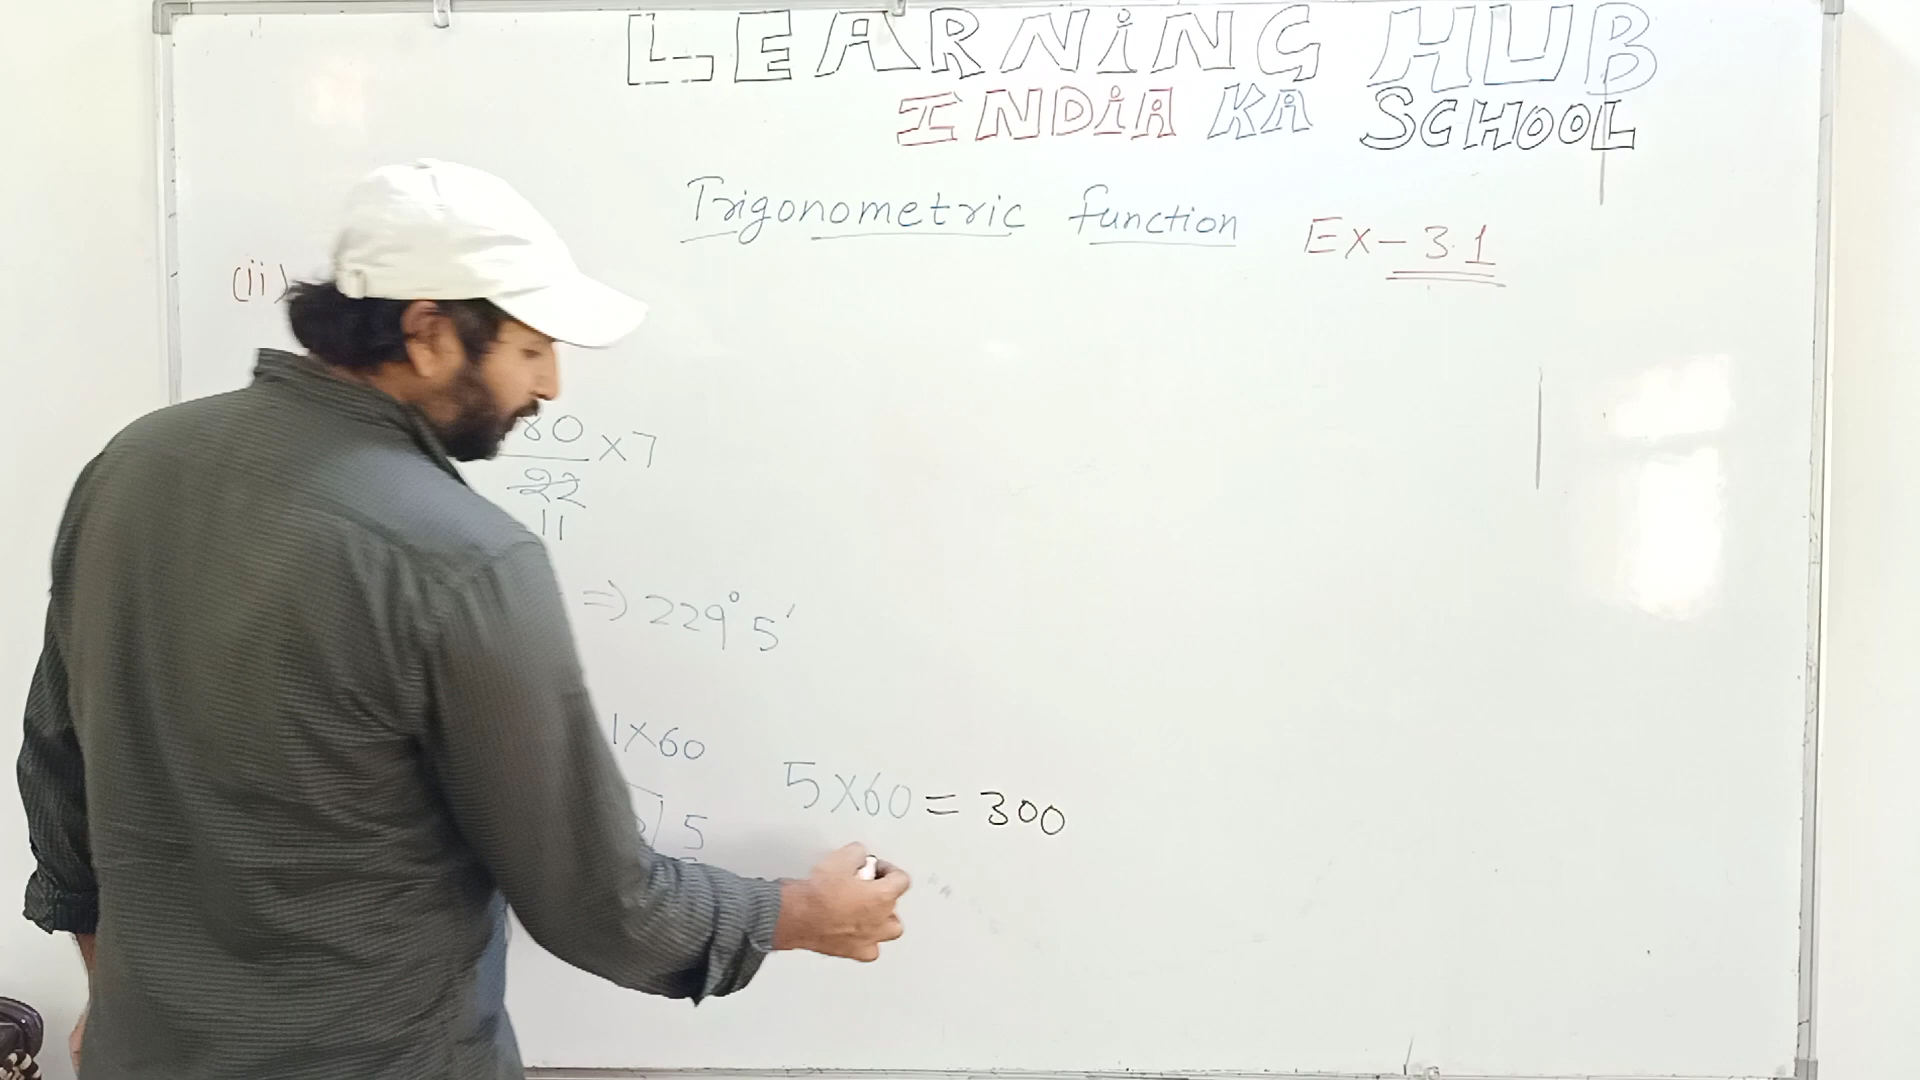 LEARNING HUB
INDIA KA SCHOOL
Trigonometric function Ex-3.1
(ii)
80 × 7
22
11
⇒ 229° 5'
1×60
5
5×60 = 300